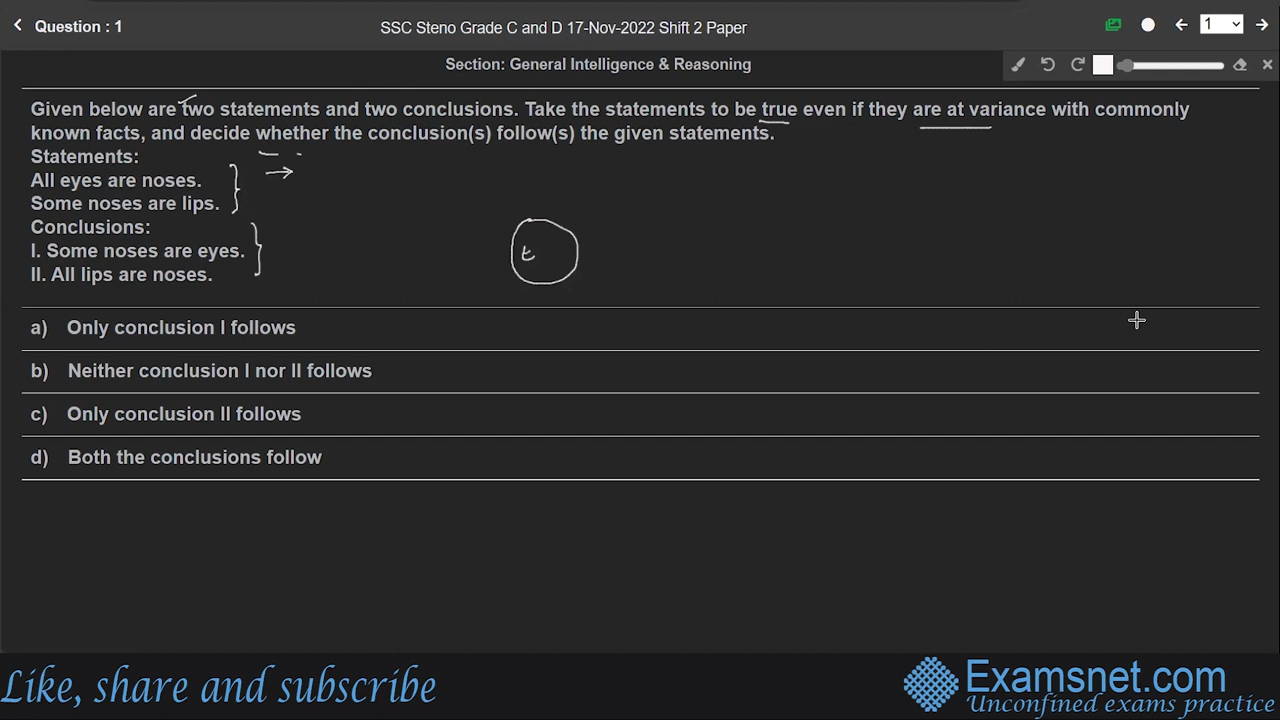 Question : 1
SSC Steno Grade C and D 17-Nov-2022 Shift 2 Paper
1
Section: General Intelligence & Reasoning
Given below are two statements and two conclusions. Take the statements to be true even if they are at variance with commonly
known facts, and decide whether the conclusion(s) follow(s) the given statements.
Statements:
All eyes are noses.
Some noses are lips.
Conclusions:
I. Some noses are eyes.
II. All lips are noses.
a) Only conclusion I follows
b) Neither conclusion I nor II follows
c) Only conclusion II follows
d) Both the conclusions follow
Like, share and subscribe
Examsnet.com
Unconfined exams practice